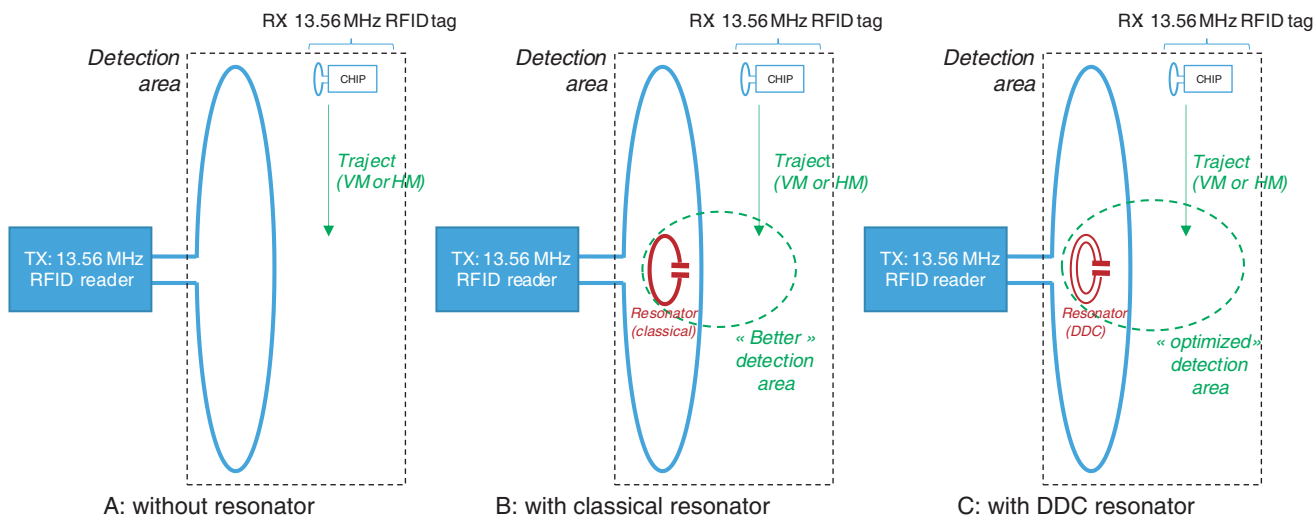 RX 13.56 MHz RFID tag
Detection
area
CHIP
Traject
(VM or HM)
TX: 13.56 MHz
RFID reader
A: without resonator
RX 13.56 MHz RFID tag
Detection
area
CHIP
Traject
(VM or HM)
TX: 13.56 MHz
RFID reader
Resonator
(classical)
« Better »
detection
area
B: with classical resonator
RX 13.56 MHz RFID tag
Detection
area
CHIP
Traject
(VM or HM)
TX: 13.56 MHz
RFID reader
Resonator
(DDC)
« optimized»
detection
area
C: with DDC resonator